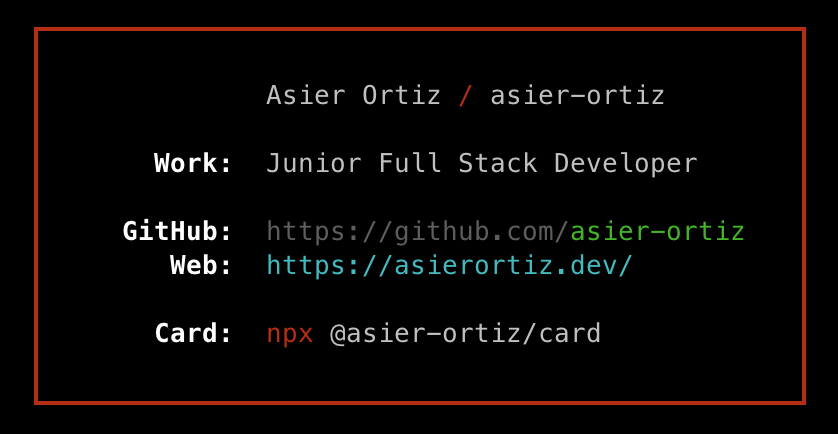 Asier Ortiz / asier-ortiz
Work: Junior Full Stack Developer
GitHub: https://github.com/asier-ortiz
Web: https://asierortiz.dev/
Card: npx @asier-ortiz/card